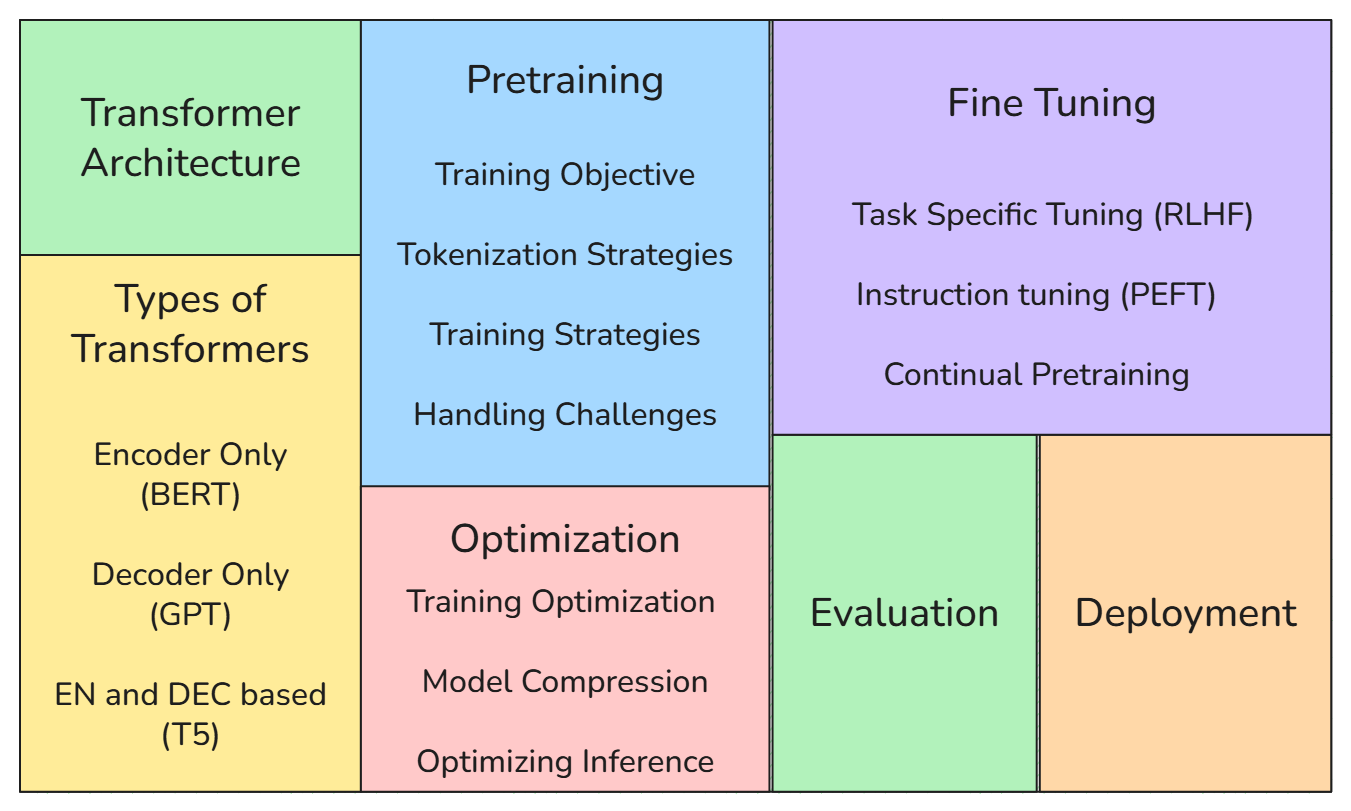 Transformer
Architecture
Types of
Transformers
Encoder Only
(BERT)
Decoder Only
(GPT)
EN and DEC based
(T5)
Pretraining
Training Objective
Tokenization Strategies
Training Strategies
Handling Challenges
Optimization
Training Optimization
Model Compression
Optimizing Inference
Fine Tuning
Task Specific Tuning (RLHF)
Instruction tuning (PEFT)
Continual Pretraining
Evaluation
Deployment